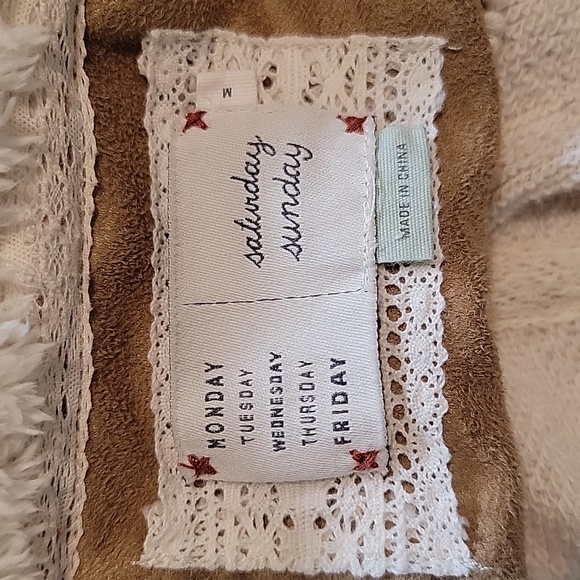 M
saturday
sunday
MADE IN CHINA
MONDAY
TUESDAY
WEDNESDAY
THURSDAY
FRIDAY